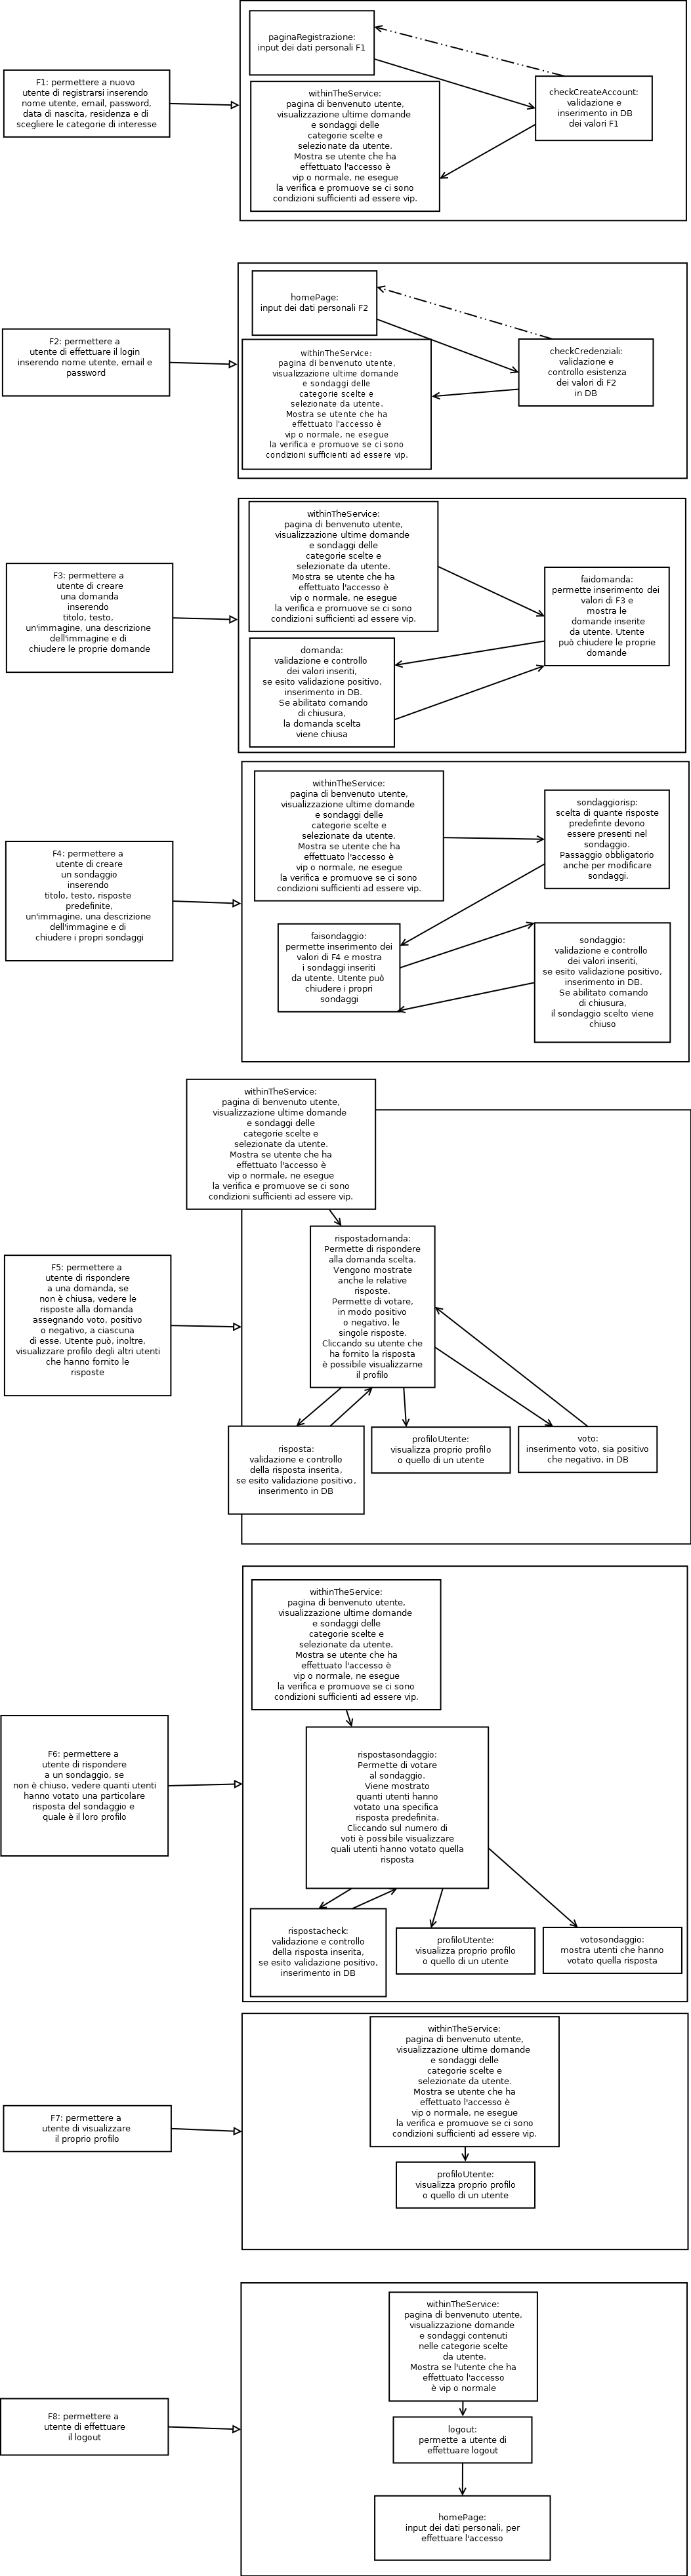 F1: permettere a nuovo
utente di registrarsi inserendo
nome utente, email, password,
data di nascita, residenza e di
scegliere le categorie di interesse
paginaRegistrazione:
input dei dati personali F1
withinTheService:
pagina di benvenuto utente,
visualizzazione ultime domande
e sondaggi delle
categorie scelte e
selezionate da utente.
Mostra se utente che ha
effettuato l'accesso è
vip o normale, ne esegue
la verifica e promuove se ci sono
condizioni sufficienti ad essere vip.
checkCreateAccount:
validazione e
inserimento in DB
dei valori F1
F2: permettere a
utente di effettuare il login
inserendo nome utente, email e
password
homePage:
input dei dati personali F2
withinTheService:
pagina di benvenuto utente,
visualizzazione ultime domande
e sondaggi delle
categorie scelte e
selezionate da utente.
Mostra se utente che ha
effettuato l'accesso è
vip o normale, ne esegue
la verifica e promuove se ci sono
condizioni sufficienti ad essere vip.
checkCredenziali:
validazione e
controllo esistenza
dei valori di F2
in DB
F3: permettere a
utente di creare
una domanda
inserendo
titolo, testo,
un'immagine, una descrizione
dell'immagine e di
chiudere le proprie domande
withinTheService:
pagina di benvenuto utente,
visualizzazione ultime domande
e sondaggi delle
categorie scelte e
selezionate da utente.
Mostra se utente che ha
effettuato l'accesso è
vip o normale, ne esegue
la verifica e promuove se ci sono
condizioni sufficienti ad essere vip.
faidomanda:
permette inserimento dei
valori di F3 e
mostra le
domande inserite
da utente. Utente
può chiudere le proprie
domande
domanda:
validazione e controllo
dei valori inseriti,
se esito validazione positivo,
inserimento in DB.
Se abilitato comando
di chiusura,
la domanda scelta
viene chiusa
F4: permettere a
utente di creare
un sondaggio
inserendo
titolo, testo, risposte
predefinite,
un'immagine, una descrizione
dell'immagine e di
chiudere i propri sondaggi
withinTheService:
pagina di benvenuto utente,
visualizzazione ultime domande
e sondaggi delle
categorie scelte e
selezionate da utente.
Mostra se utente che ha
effettuato l'accesso è
vip o normale, ne esegue
la verifica e promuove se ci sono
condizioni sufficienti ad essere vip.
sondaggiorisp:
scelta di quante risposte
predefinte devono
essere presenti nel
sondaggio.
Passaggio obbligatorio
anche per modificare
sondaggi.
faisondaggio:
permette inserimento dei
valori di F4 e mostra
i sondaggi inseriti
da utente. Utente può
chiudere i propri
sondaggi
sondaggio:
validazione e controllo
dei valori inseriti,
se esito validazione positivo,
inserimento in DB.
Se abilitato comando
di chiusura,
il sondaggio scelto viene
chiuso
F5: permettere a
utente di rispondere
a una domanda, se
non è chiusa, vedere le
risposte alla domanda
assegnando voto, positivo
o negativo, a ciascuna
di esse. Utente può, inoltre,
visualizzare profilo degli altri utenti
che hanno fornito le
risposte
withinTheService:
pagina di benvenuto utente,
visualizzazione ultime domande
e sondaggi delle
categorie scelte e
selezionate da utente.
Mostra se utente che ha
effettuato l'accesso è
vip o normale, ne esegue
la verifica e promuove se ci sono
condizioni sufficienti ad essere vip.
rispostadomanda:
Permette di rispondere
alla domanda scelta.
Vengono mostrate
anche le relative
risposte.
Permette di votare,
in modo positivo
o negativo, le
singole risposte.
Cliccando su utente che
ha fornito la risposta
è possibile visualizzarne
il profilo
risposta:
validazione e controllo
della risposta inserita,
se esito validazione positivo,
inserimento in DB
profiloUtente:
visualizza proprio profilo
o quello di un utente
voto:
inserimento voto, sia positivo
che negativo, in DB
F6: permettere a
utente di rispondere
a un sondaggio, se
non è chiuso, vedere quanti utenti
hanno votato una particolare
risposta del sondaggio e
quale è il loro profilo
withinTheService:
pagina di benvenuto utente,
visualizzazione ultime domande
e sondaggi delle
categorie scelte e
selezionate da utente.
Mostra se utente che ha
effettuato l'accesso è
vip o normale, ne esegue
la verifica e promuove se ci sono
condizioni sufficienti ad essere vip.
rispostasondaggio:
Permette di votare
al sondaggio.
Viene mostrato
quanti utenti hanno
votato una specifica
risposta predefinita.
Cliccando sul numero di
voti è possibile visualizzare
quali utenti hanno votato quella
risposta
rispostacheck:
validazione e controllo
della risposta inserita,
se esito validazione positivo,
inserimento in DB
profiloUtente:
visualizza proprio profilo
o quello di un utente
votosondaggio:
mostra utenti che hanno
votato quella risposta
F7: permettere a
utente di visualizzare
il proprio profilo
withinTheService:
pagina di benvenuto utente,
visualizzazione ultime domande
e sondaggi delle
categorie scelte e
selezionate da utente.
Mostra se utente che ha
effettuato l'accesso è
vip o normale, ne esegue
la verifica e promuove se ci sono
condizioni sufficienti ad essere vip.
profiloUtente:
visualizza proprio profilo
o quello di un utente
F8: permettere a
utente di effettuare
il logout
withinTheService:
pagina di benvenuto utente,
visualizzazione domande
e sondaggi contenuti
nelle categorie scelte
da utente.
Mostra se l'utente che ha
effettuato l'accesso
è vip o normale
logout:
permette a utente di
effettuare logout
homePage:
input dei dati personali, per
effettuare l'accesso